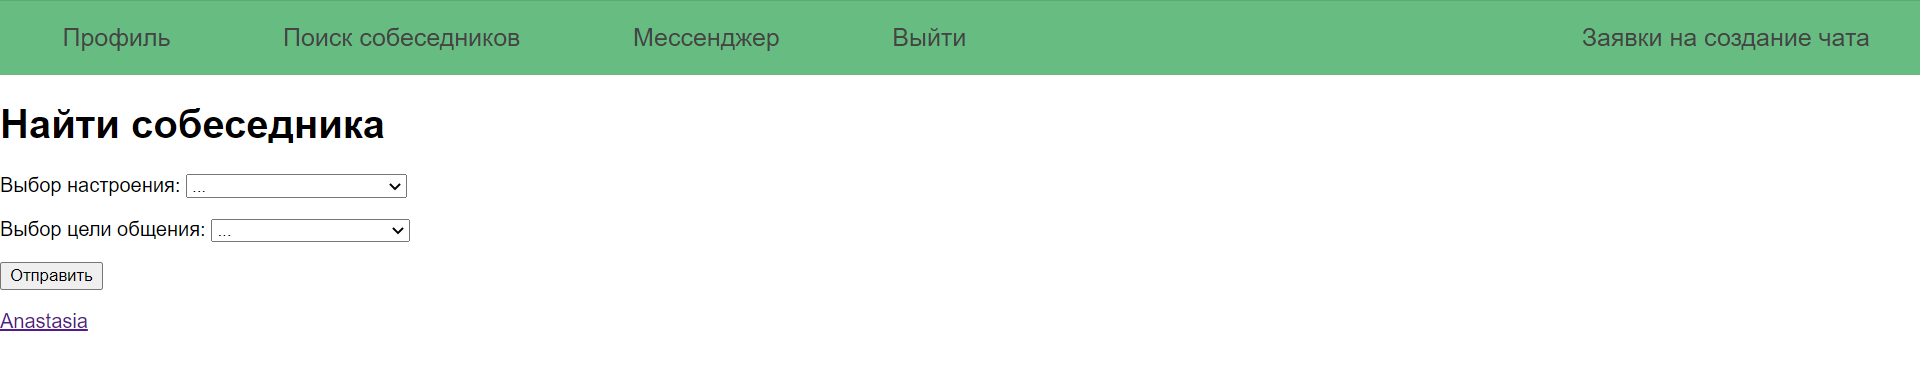 Профиль Поиск собеседников Мессенджер Выйти Заявки на создание чата
Найти собеседника
Выбор настроения: ...
Выбор цели общения: ...
Отправить
Anastasia